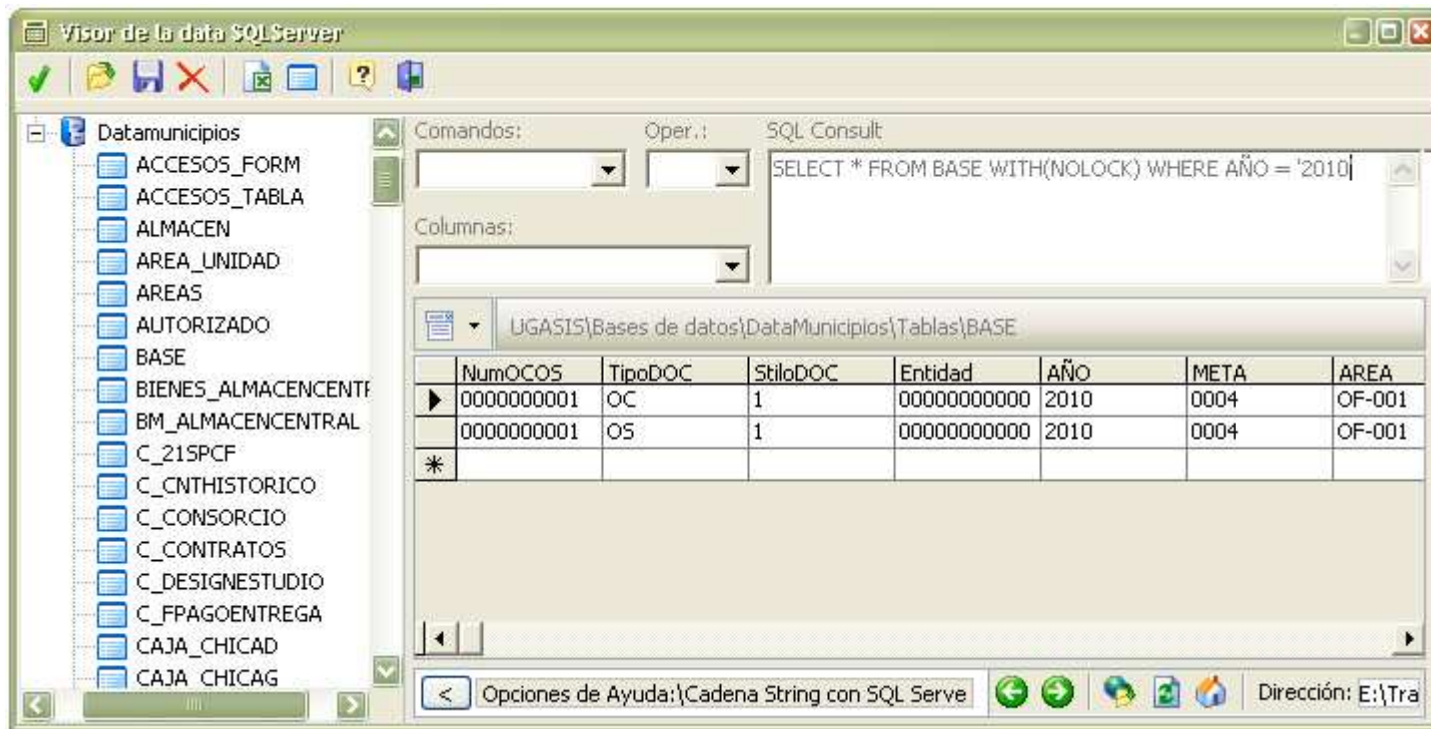 Visor de la data SQLServer
Datamunicipios
ACCESOS_FORM
ACCESOS_TABLA
ALMACEN
AREA_UNIDAD
AREAS
AUTORIZADO
BASE
BIENES_ALMACENCENTR
BM_ALMACENCENTRAL
C_21SPCF
C_CNTHISTORICO
C_CONSORCIO
C_CONTRATOS
C_DESIGNESTUDIO
C_FPAGOENTREGA
CAJA_CHICAD
CAJA_CHICAG
Comandos: Oper.: SQL Consult
SELECT * FROM BASE WITH(NOLOCK) WHERE AÑO = '2010
Columnas:
UGASIS\Bases de datos\DataMunicipios\Tablas\BASE
NumOCOS TipoDOC StiloDOC Entidad AÑO META AREA
0000000001 OC 1 00000000000 2010 0004 OF-001
0000000001 OS 1 00000000000 2010 0004 OF-001
< Opciones de Ayuda:\Cadena String con SQL Serve Dirección: E:\Tra